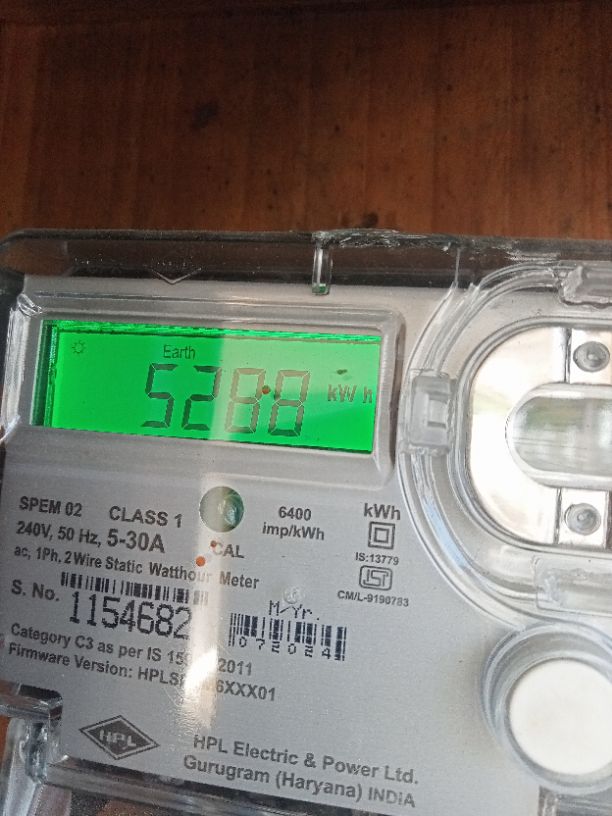 Earth
5288 kWh
SPEM 02 CLASS 1 6400 imp/kWh kWh
240V, 50 Hz, 5-30A CAL IS:13779
ac, 1Ph, 2 Wire Static Watthour Meter CM/L-9190783
S. No. 1154682 M/Yr.
072024
Category C3 as per IS 2011
Firmware Version: HPLS 6XXX01
HPL HPL Electric & Power Ltd.
Gurugram (Haryana) INDIA